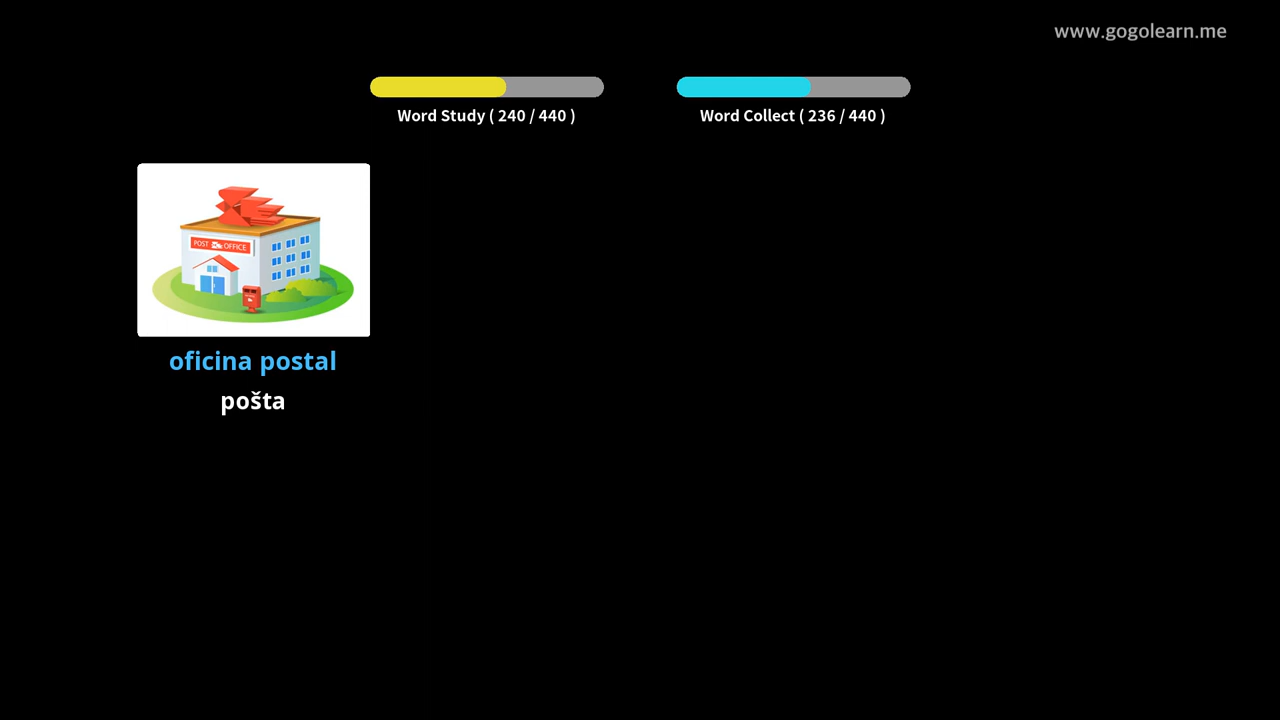 www.gogolearn.me
Word Study ( 240 / 440 )
Word Collect ( 236 / 440 )
POST OFFICE
oficina postal
pošta